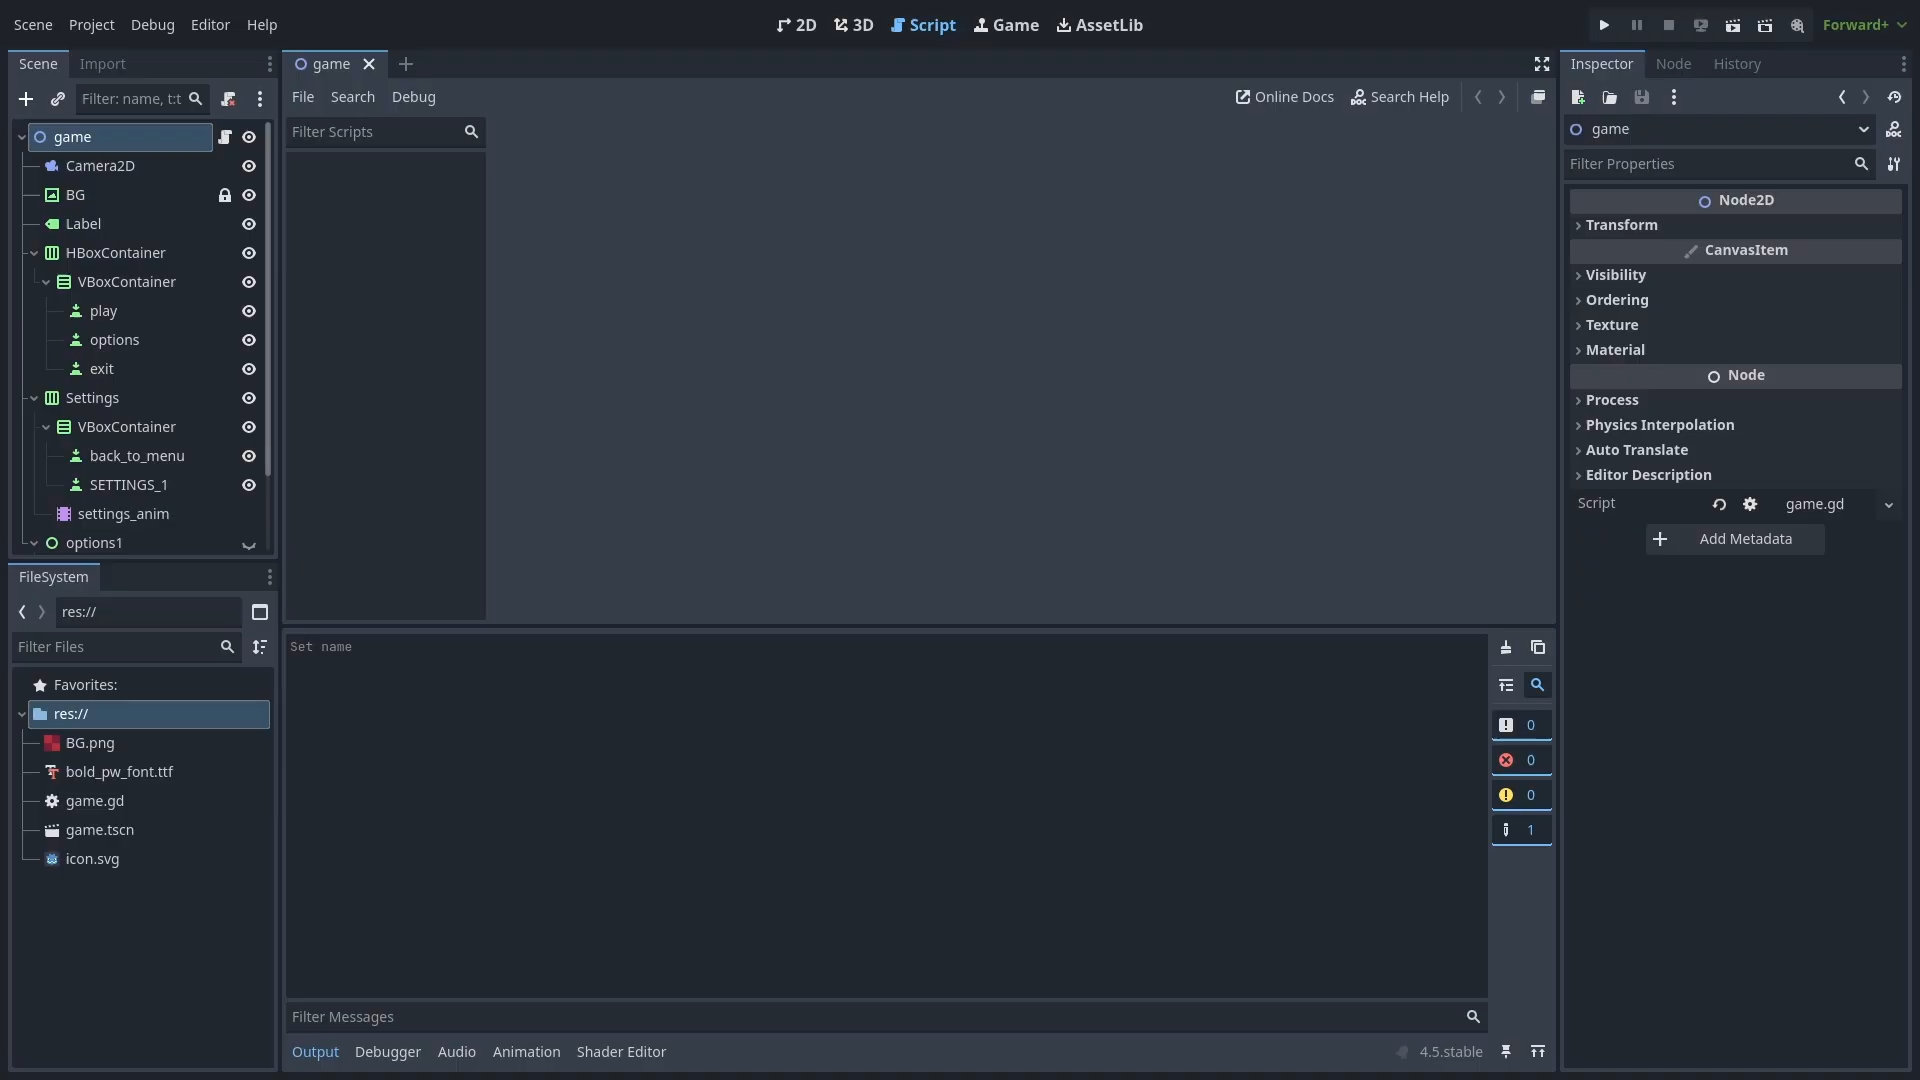 Scene Project Debug Editor Help
2D 3D Script Game AssetLib
Forward+
Scene Import
Filter: name, t:t
game
Camera2D
BG
Label
HBoxContainer
VBoxContainer
play
options
exit
Settings
VBoxContainer
back_to_menu
SETTINGS_1
settings_anim
options1
FileSystem
res://
Filter Files
Favorites:
res://
BG.png
bold_pw_font.ttf
game.gd
game.tscn
icon.svg
game
File Search Debug
Online Docs Search Help
Filter Scripts
Set name
0
0
0
1
Filter Messages
Output Debugger Audio Animation Shader Editor
4.5.stable
Inspector Node History
game
Filter Properties
Node2D
Transform
CanvasItem
Visibility
Ordering
Texture
Material
Node
Process
Physics Interpolation
Auto Translate
Editor Description
Script game.gd
Add Metadata